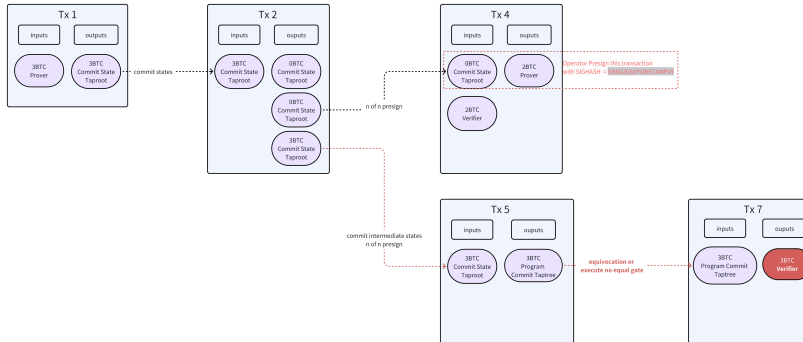 Tx 1
inputs
outputs
3BTC
Prover
3BTC
Commit State
Taproot
commit states
Tx 2
inputs
ouputs
3BTC
Commit State
Taproot
0BTC
Commit State
Taproot
0BTC
Commit State
Taproot
3BTC
Commit State
Taproot
n of n presign
Tx 4
inputs
ouputs
0BTC
Commit State
Taproot
2BTC
Prover
2BTC
Verifier
Operator Presign this transaction
with SIGHASH = SINGLE|ANYONECANPAY
commit intermediate states
n of n presign
Tx 5
inputs
ouputs
3BTC
Commit State
Taproot
3BTC
Program
Commit Taptree
equivocation or
execute no equal gate
Tx 7
inputs
ouputs
3BTC
Program Commit
Taptree
3BTC
Verifier